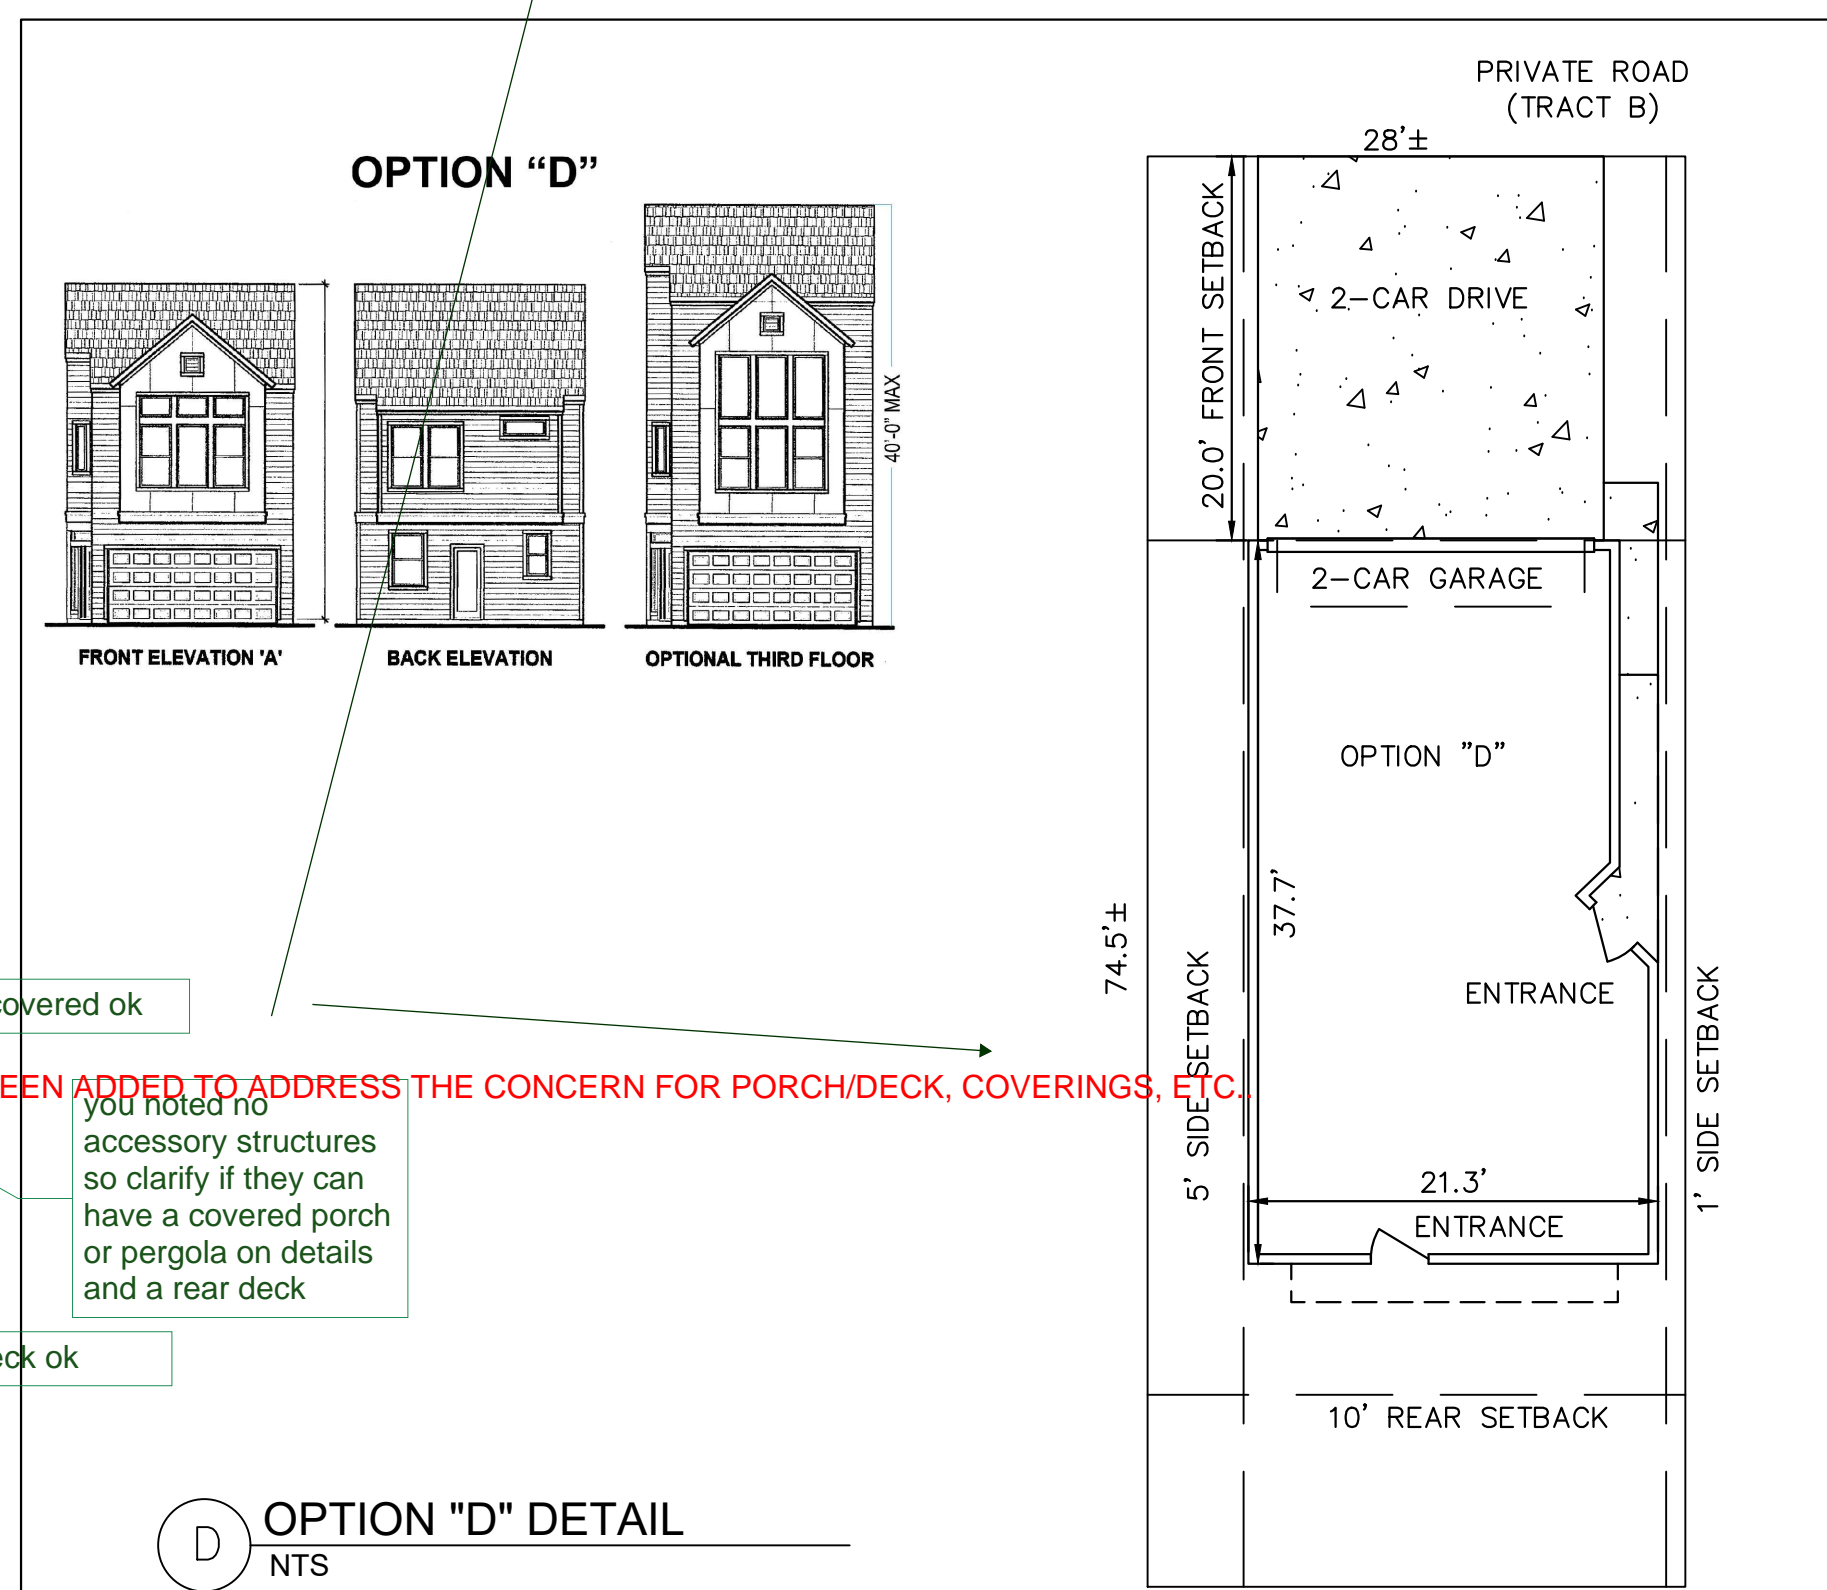 PRIVATE ROAD
(TRACT B)
28'±
OPTION “D”
20.0' FRONT SETBACK
2-CAR DRIVE
40'-0" MAX
2-CAR GARAGE
FRONT ELEVATION 'A'
BACK ELEVATION
OPTIONAL THIRD FLOOR
OPTION "D"
37.7'
74.5'±
ENTRANCE
5' SIDE SETBACK
1' SIDE SETBACK
covered ok
EEN ADDED TO ADDRESS THE CONCERN FOR PORCH/DECK, COVERINGS, ETC..
you noted no
accessory structures
so clarify if they can
have a covered porch
or pergola on details
and a rear deck
21.3'
ENTRANCE
eck ok
10' REAR SETBACK
D
OPTION "D" DETAIL
NTS